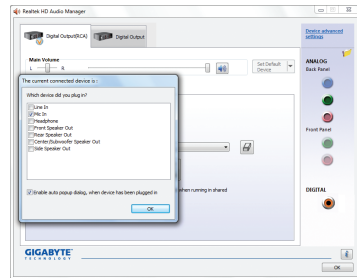 Realtek HD Audio Manager
Digital Output(RCA)
Digital Output
Device advanced
settings
Main Volume
L
R
Set Default
Device
ANALOG
Back Panel
The current connected device is :
Which device did you plug in?
Line In
Mic In
Headphone
Front Speaker Out
Rear Speaker Out
Center/Subwoofer Speaker Out
Side Speaker Out
Front Panel
Enable auto popup dialog, when device has been plugged in
when running in shared
DIGITAL
OK
GIGABYTE
TECHNOLOGY
OK